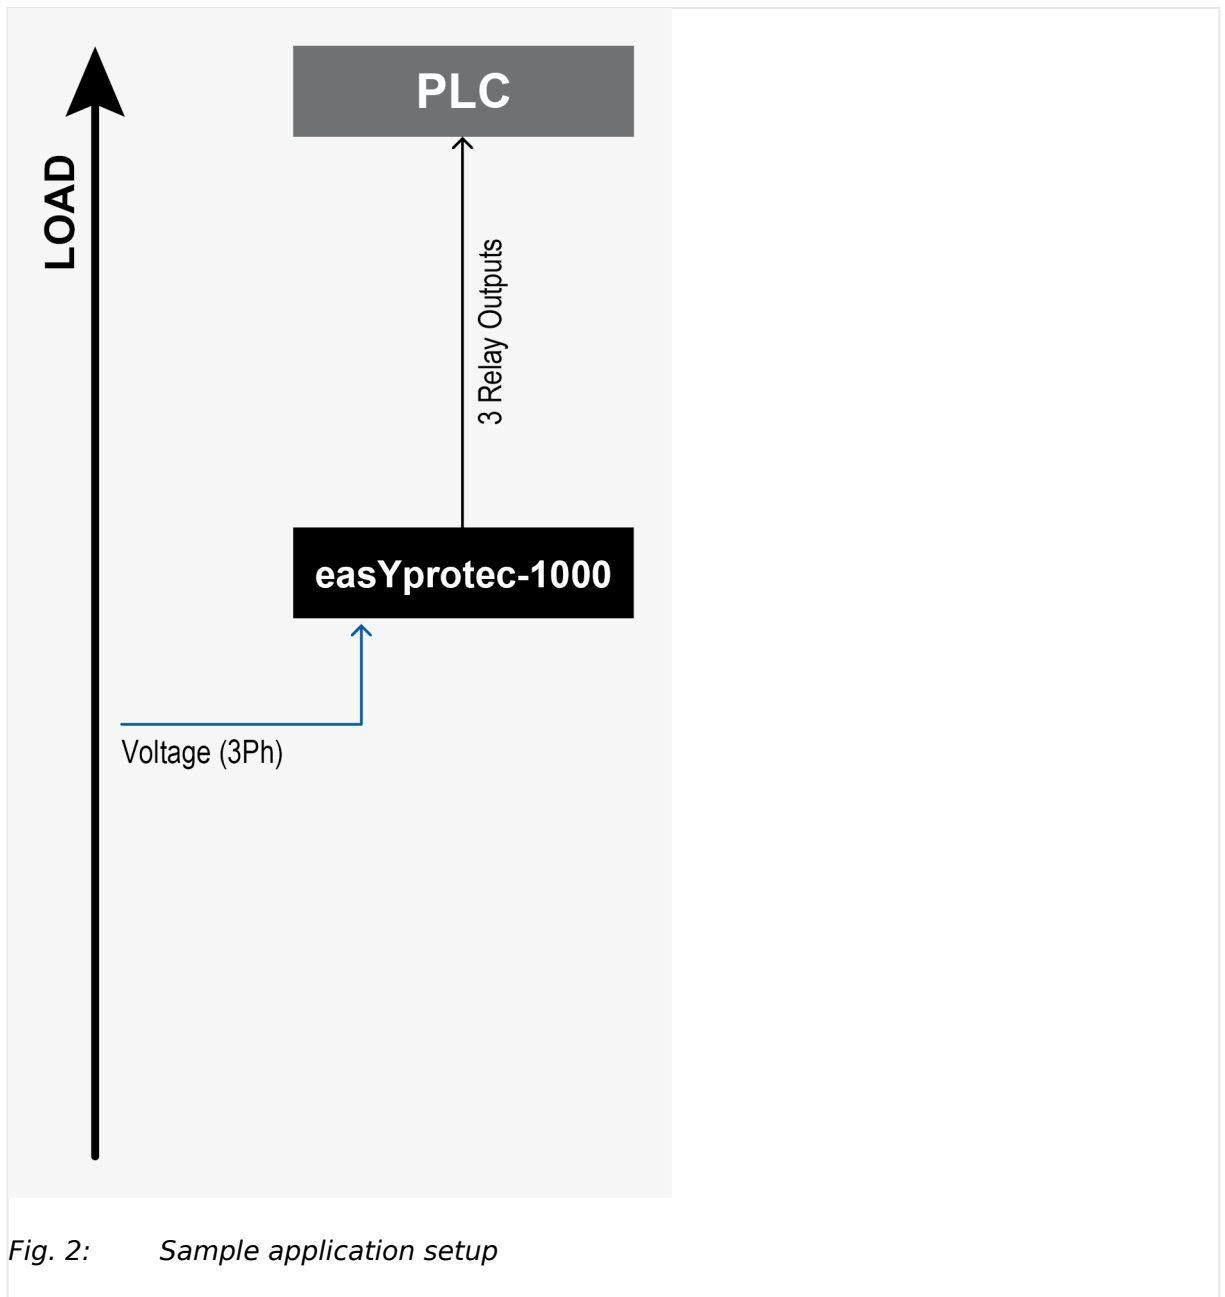 PLC
LOAD
3 Relay Outputs
easYprotec-1000
Voltage (3Ph)
Fig. 2: Sample application setup